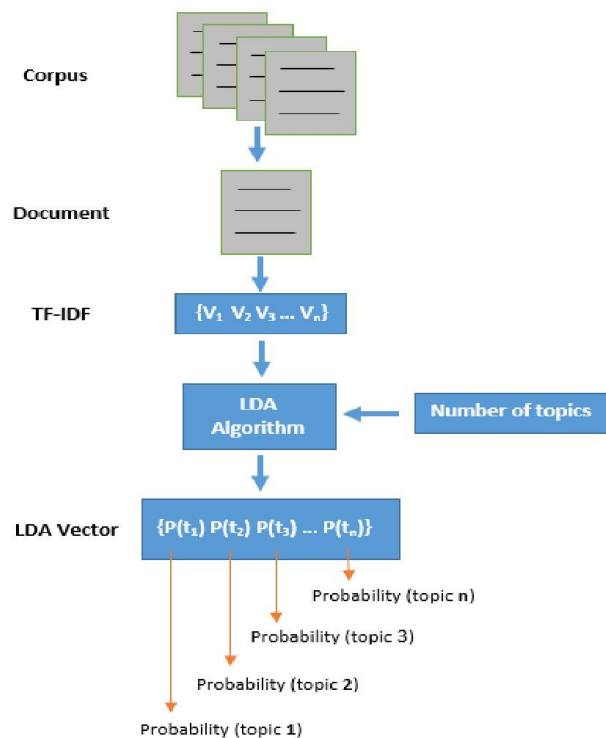 Corpus
Document
TF-IDF
{V₁ V₂ V₃ ... Vₙ}
LDA
Algorithm
Number of topics
LDA Vector
{P(t₁) P(t₂) P(t₃) ... P(tₙ)}
Probability (topic n)
Probability (topic 3)
Probability (topic 2)
Probability (topic 1)